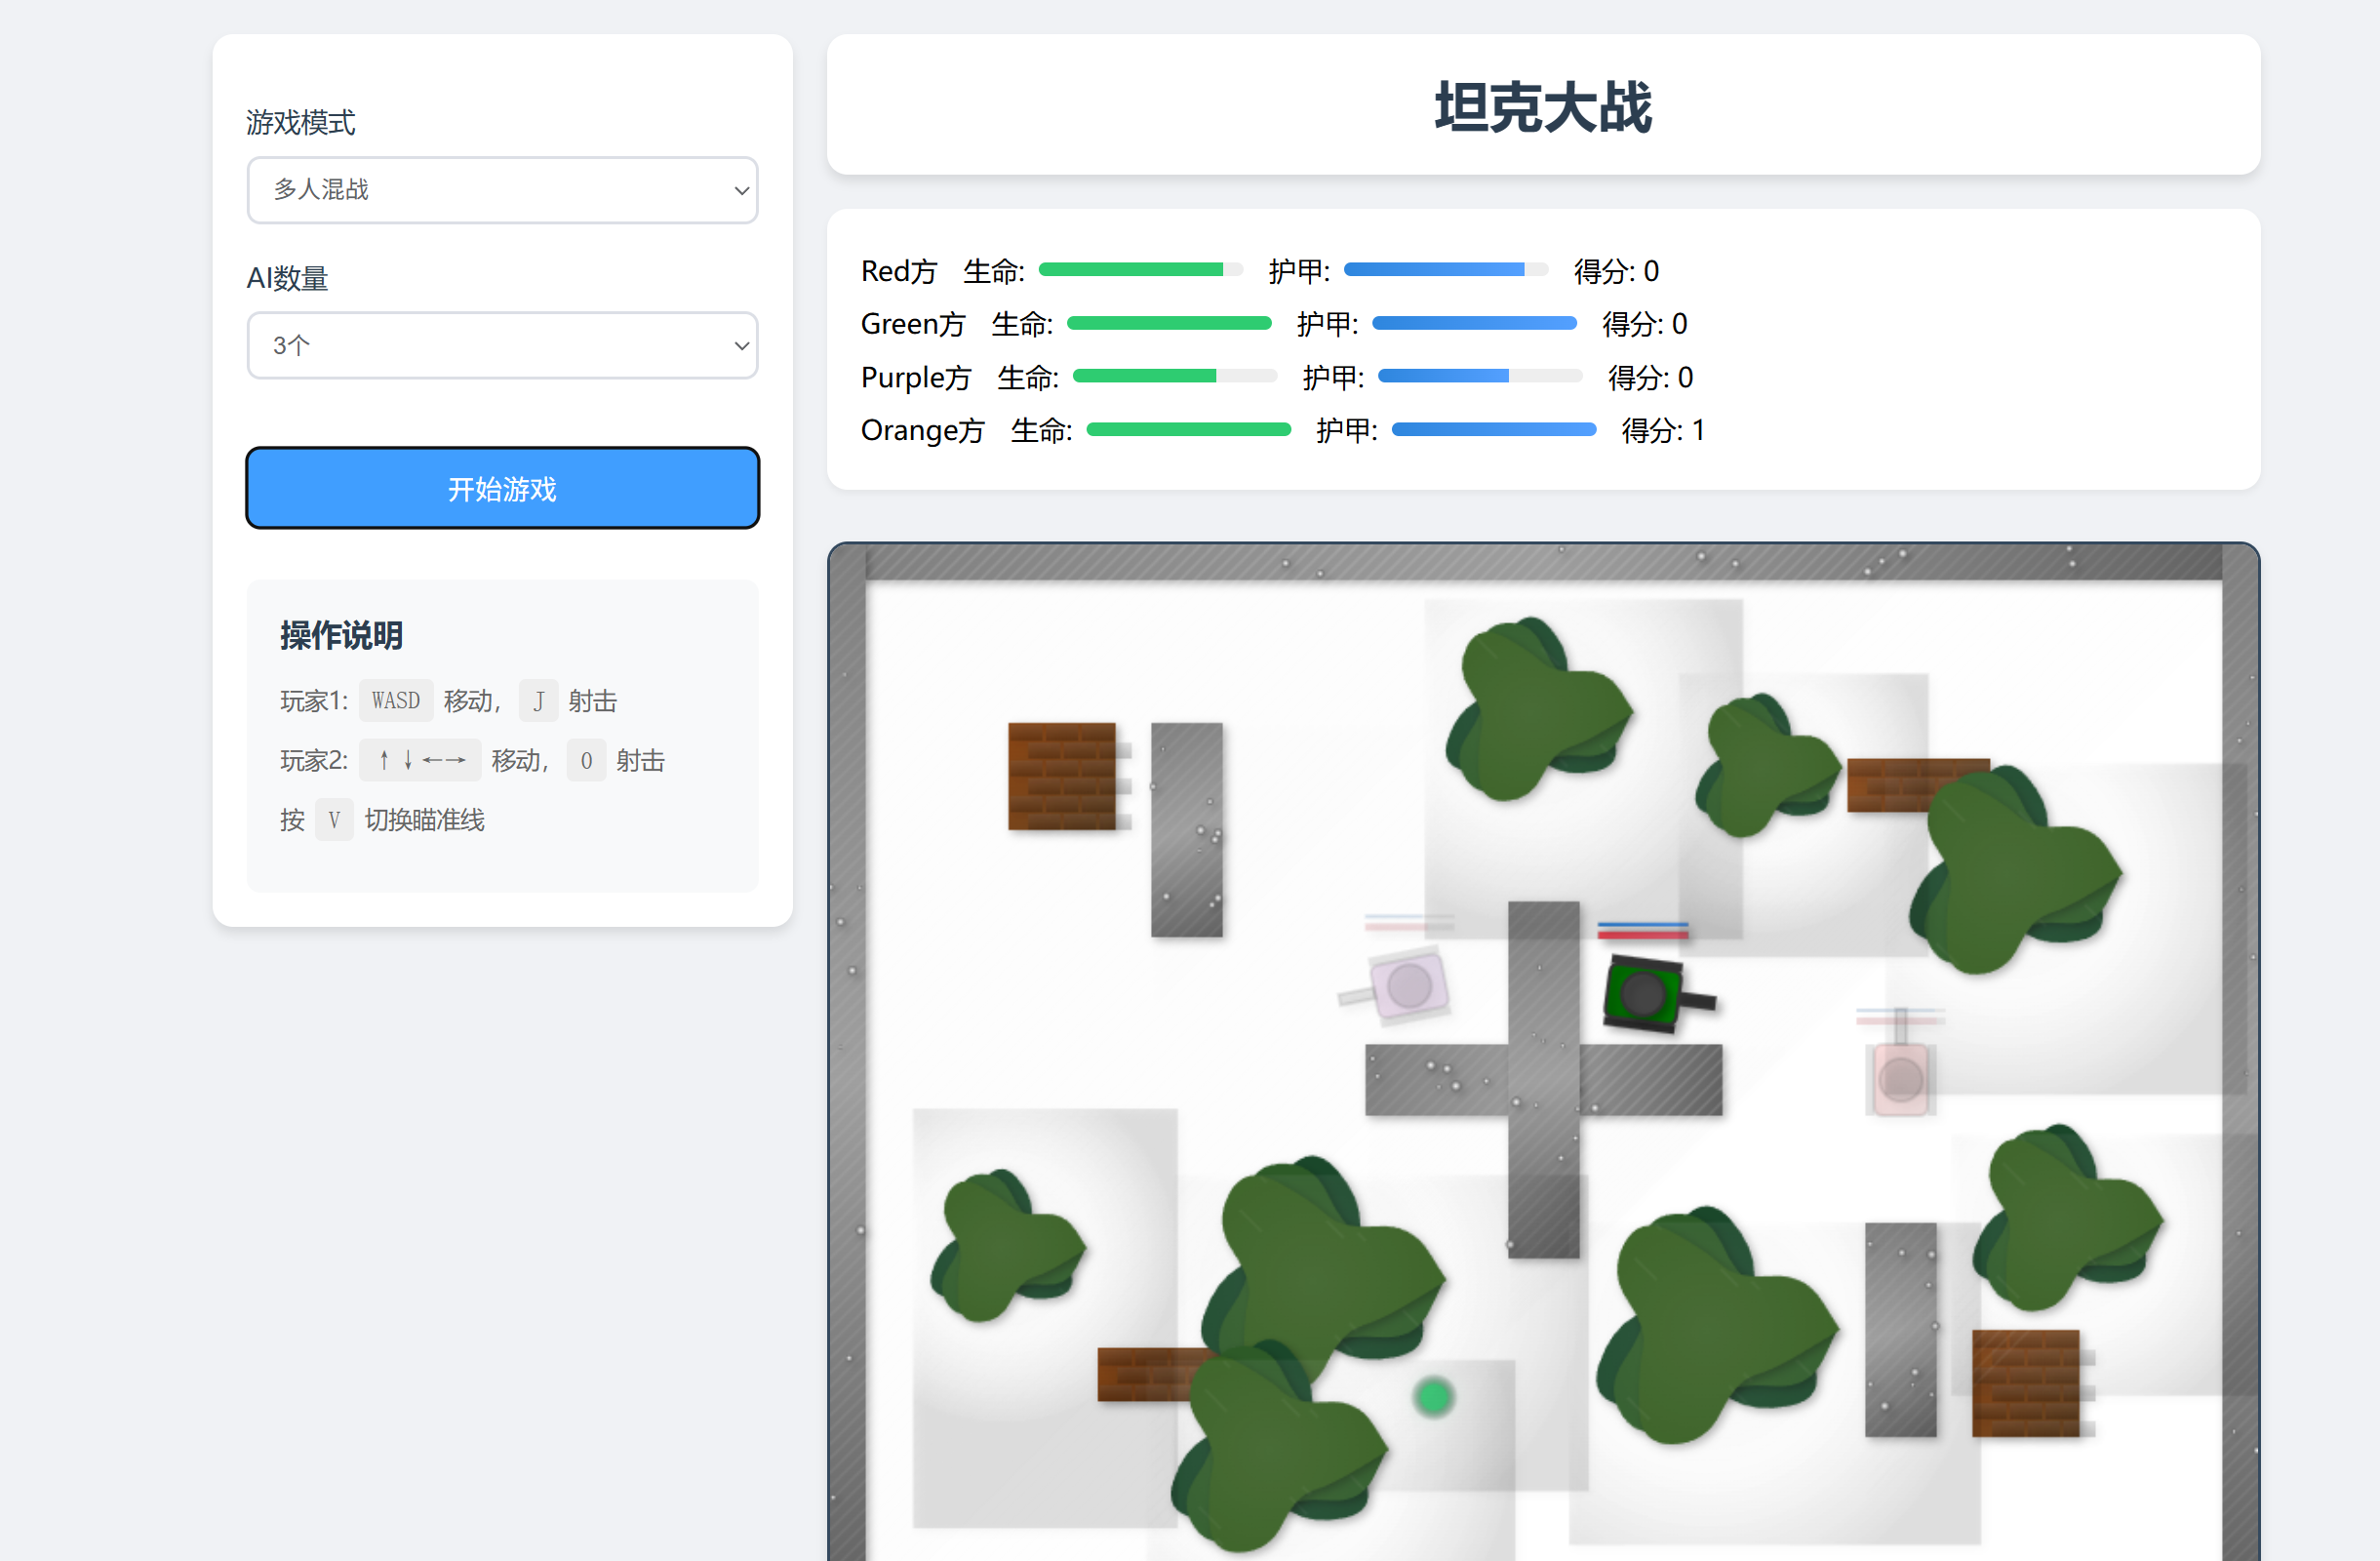 游戏模式
多人混战
AI数量
3个
开始游戏
操作说明
玩家1: WASD 移动, J 射击
玩家2: ↑↓←→ 移动, 0 射击
按 V 切换瞄准线
坦克大战
Red方 生命: 护甲: 得分: 0
Green方 生命: 护甲: 得分: 0
Purple方 生命: 护甲: 得分: 0
Orange方 生命: 护甲: 得分: 1